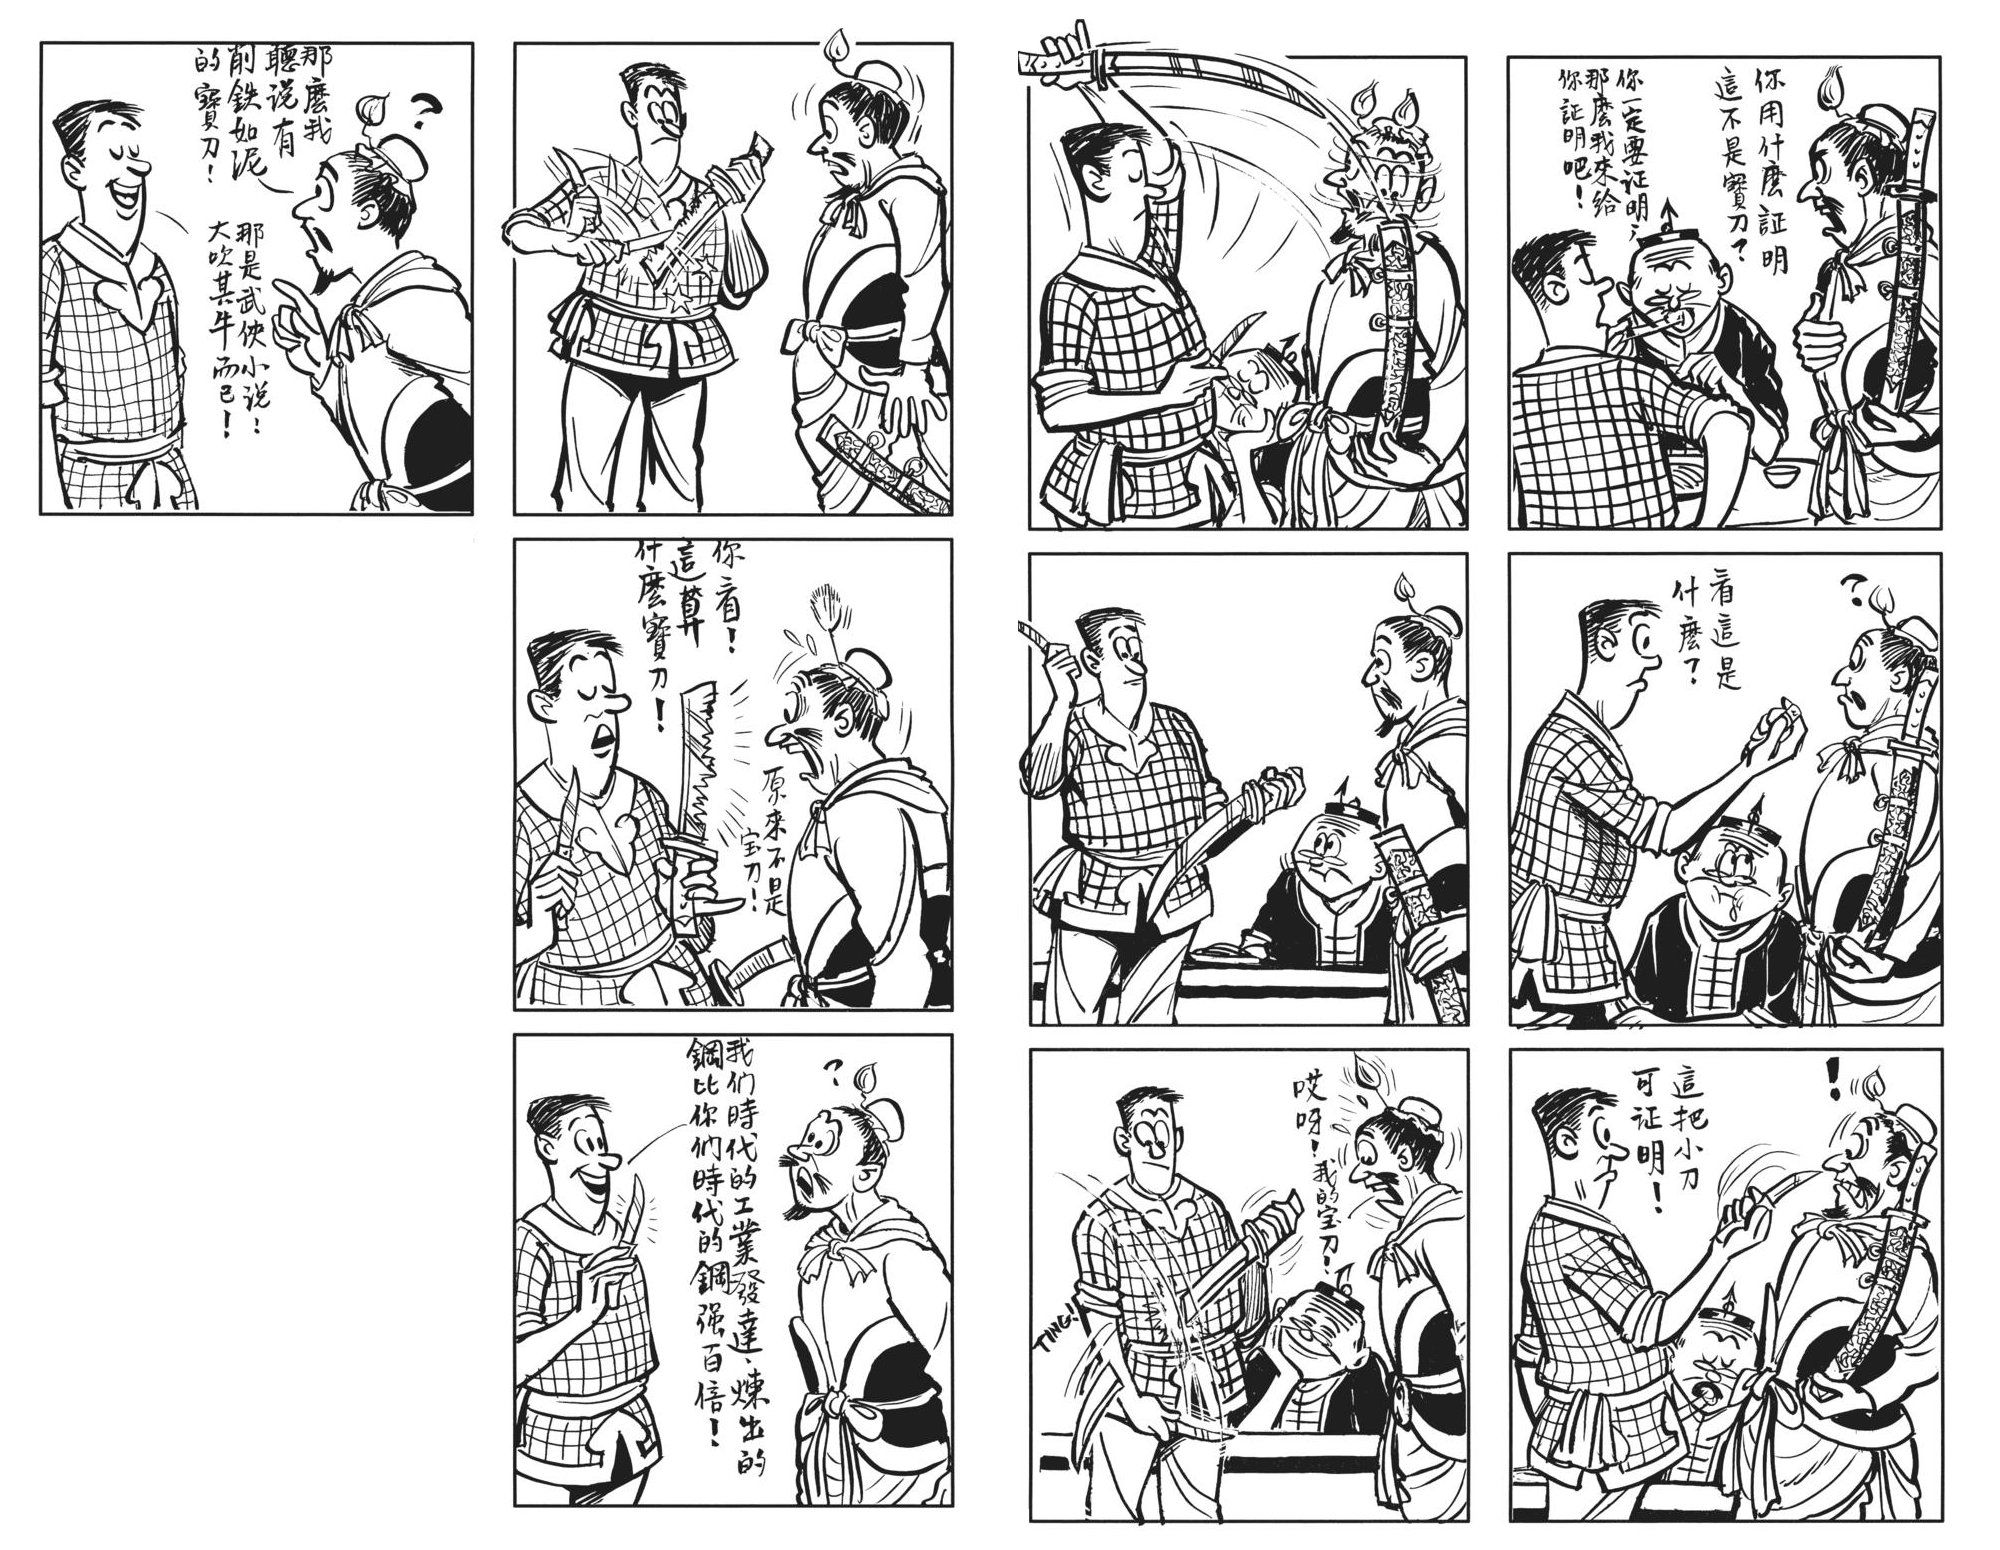 你用什麼証明
這不是寶刀？
你一定要証明，
那麼我來給
你証明吧！
看這是
什麼？
這把小刀
可証明！
哎呀！我的宝刀！
TING!
你看！
這算
什麼寶刀！
原來不是
宝刀！
我们時代的工業發達、煉出的
鋼比你们時代的鋼强百倍！
那麼我
聽说有
削鉄如泥
的寶刀！
那是武俠小说！
大吹其牛而已！